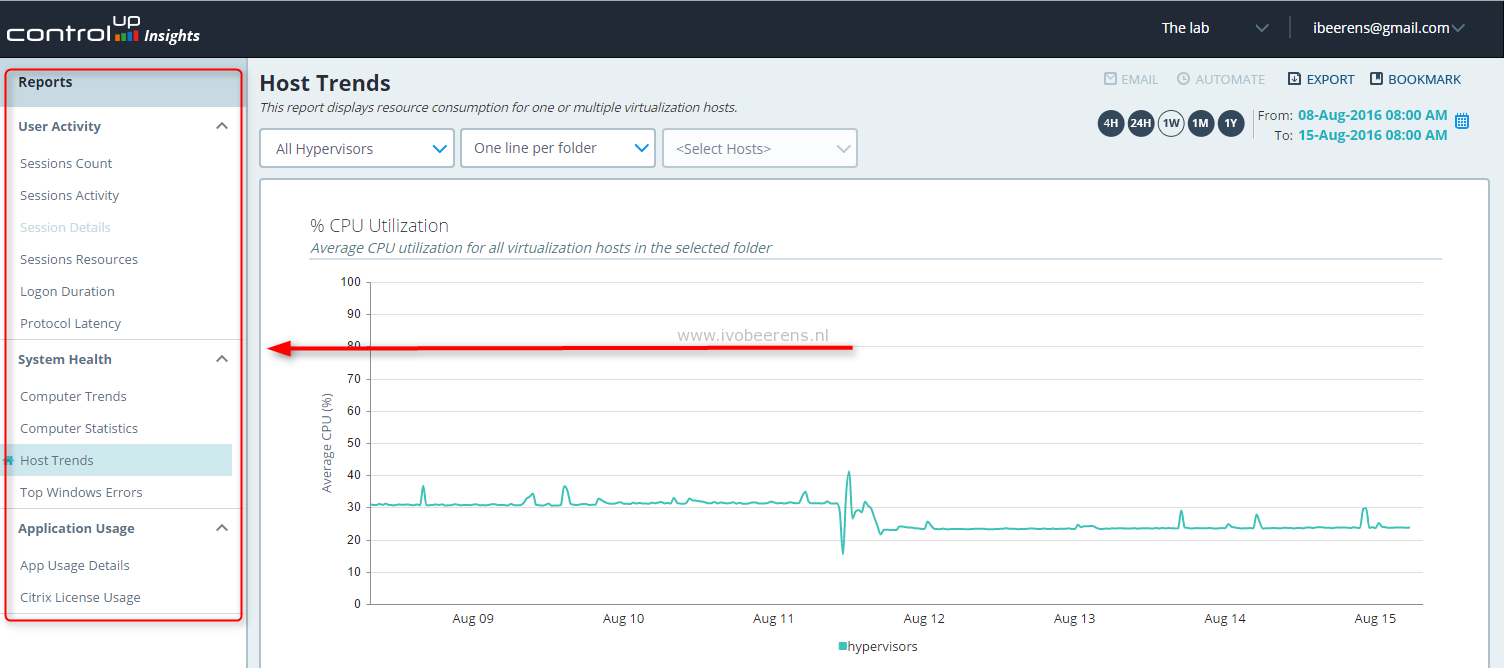 controlUP Insights
The lab
ibeerens@gmail.com
Reports
User Activity
Sessions Count
Sessions Activity
Session Details
Sessions Resources
Logon Duration
Protocol Latency
System Health
Computer Trends
Computer Statistics
Host Trends
Top Windows Errors
Application Usage
App Usage Details
Citrix License Usage
Host Trends
This report displays resource consumption for one or multiple virtualization hosts.
EMAIL AUTOMATE EXPORT BOOKMARK
4H 24H 1W 1M 1Y
From: 08-Aug-2016 08:00 AM
To: 15-Aug-2016 08:00 AM
All Hypervisors
One line per folder
<Select Hosts>
% CPU Utilization
Average CPU utilization for all virtualization hosts in the selected folder
www.ivobeerens.nl
Average CPU (%)
100
90
80
70
60
50
40
30
20
10
0
Aug 09 Aug 10 Aug 11 Aug 12 Aug 13 Aug 14 Aug 15
hypervisors